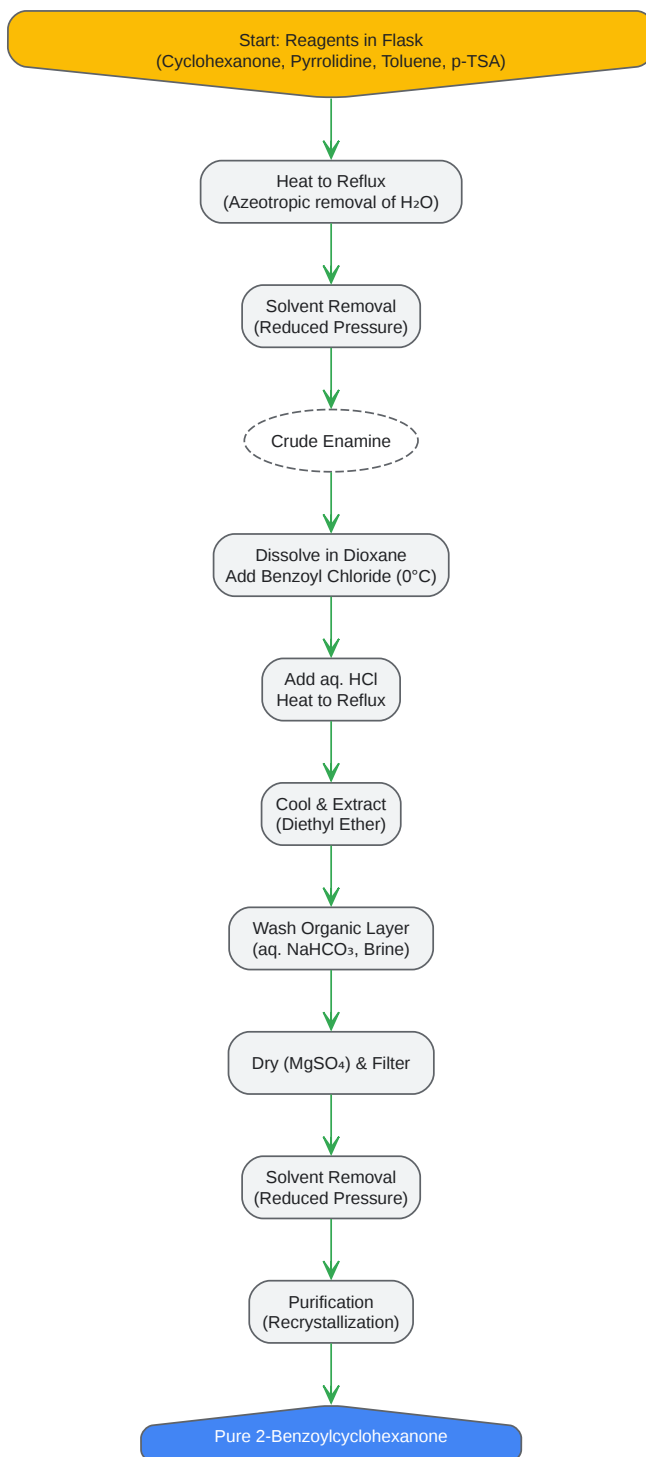 Start: Reagents in Flask
(Cyclohexanone, Pyrrolidine, Toluene, p-TSA)
Heat to Reflux
(Azeotropic removal of H₂O)
Solvent Removal
(Reduced Pressure)
Crude Enamine
Dissolve in Dioxane
Add Benzoyl Chloride (0°C)
Add aq. HCl
Heat to Reflux
Cool & Extract
(Diethyl Ether)
Wash Organic Layer
(aq. NaHCO₃, Brine)
Dry (MgSO₄) & Filter
Solvent Removal
(Reduced Pressure)
Purification
(Recrystallization)
Pure 2-Benzoylcyclohexanone